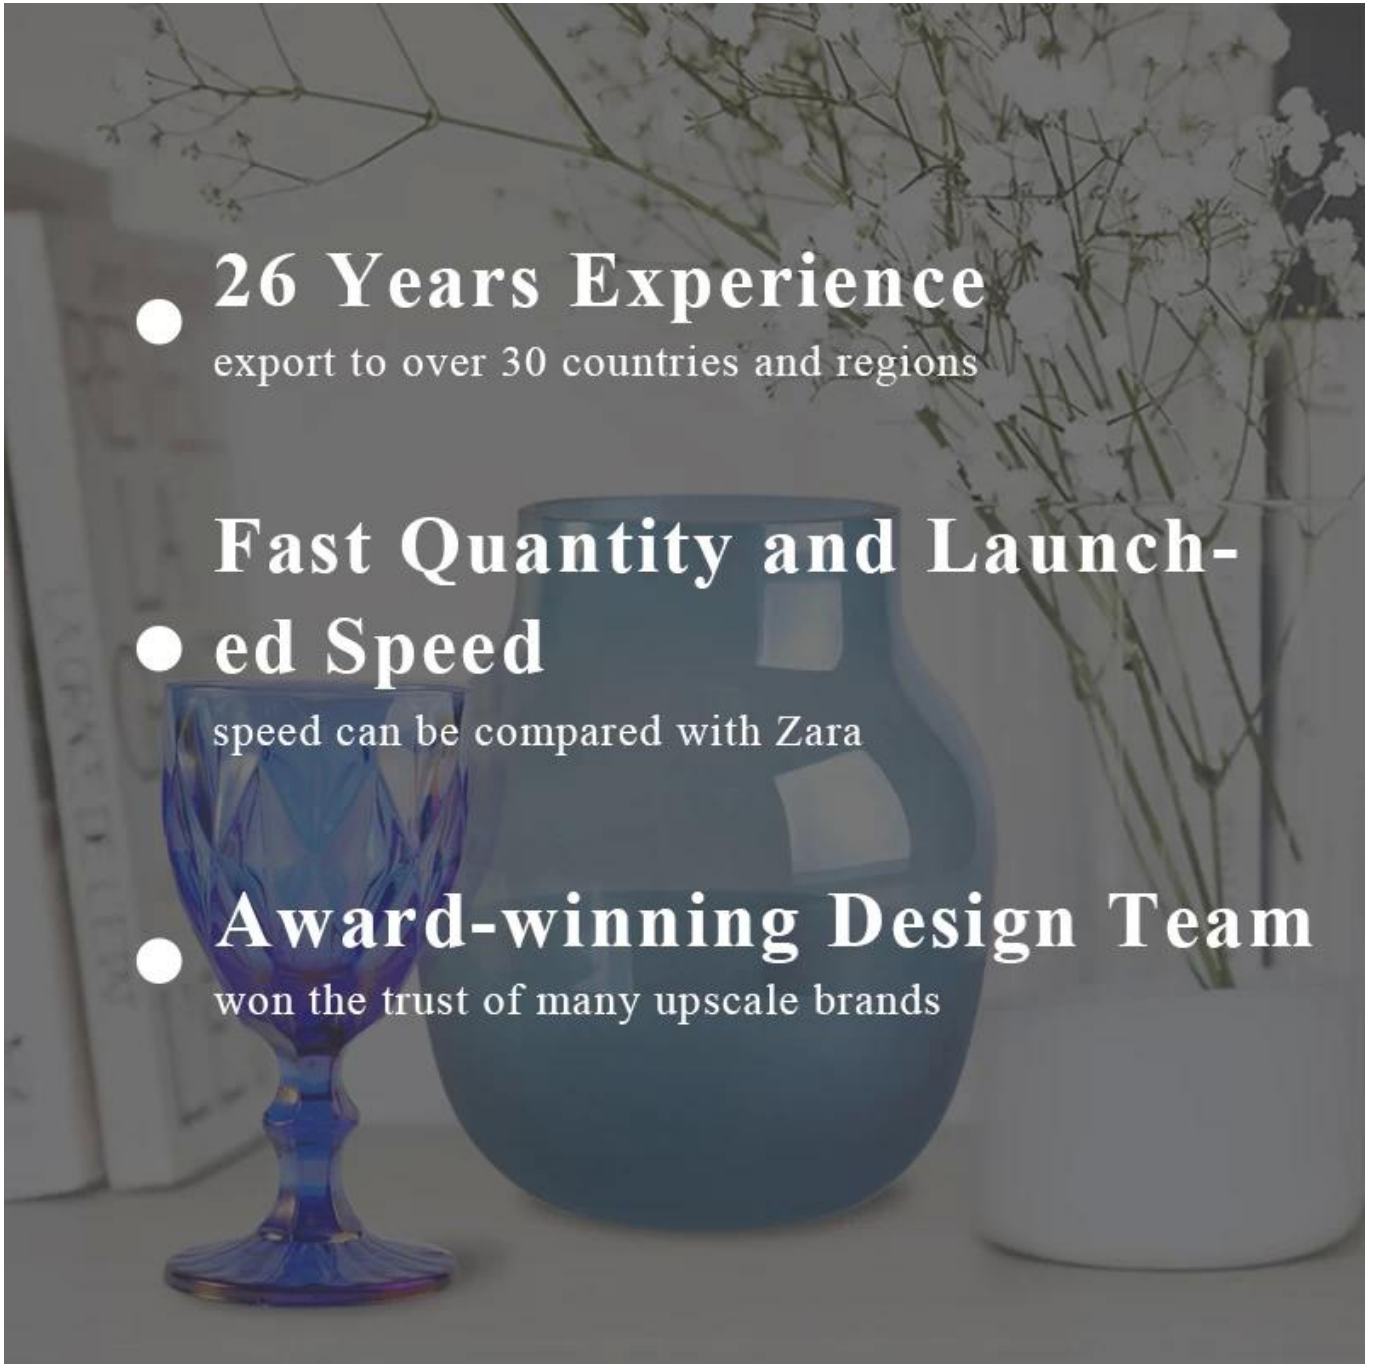 26 Years Experience
export to over 30 countries and regions
Fast Quantity and Launch-
ed Speed
speed can be compared with Zara
Award-winning Design Team
won the trust of many upscale brands